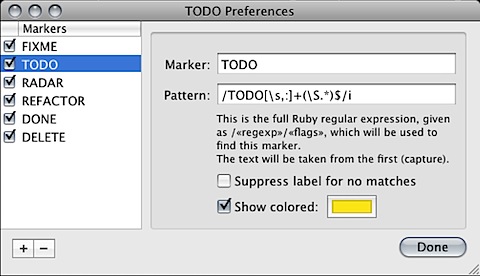 TODO Preferences
Markers
FIXME
TODO
RADAR
REFACTOR
DONE
DELETE
Marker: TODO
Pattern: /TODO[\s,:]+(\S.*)$/i
This is the full Ruby regular expression, given
as /«regexp»/«flags», which will be used to
find this marker.
The text will be taken from the first (capture).
Suppress label for no matches
Show colored:
+ −
Done